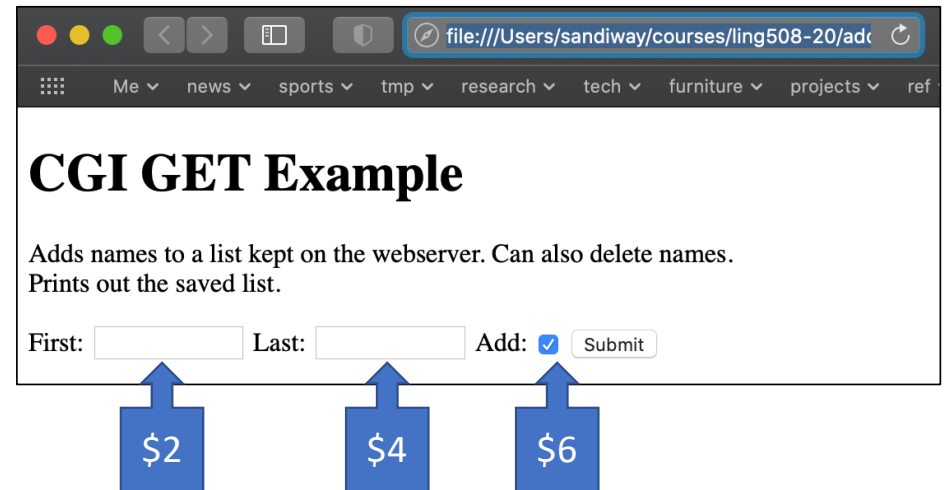 file:///Users/sandiway/courses/ling508-20/add
Me news sports tmp research tech furniture projects ref
CGI GET Example
Adds names to a list kept on the webserver. Can also delete names.
Prints out the saved list.
First: Last: Add: Submit
$2 $4 $6